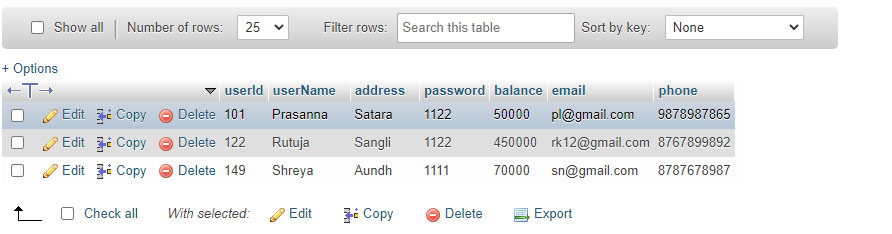 Show all Number of rows: 25 Filter rows: Search this table Sort by key: None
+ Options
userId userName address password balance email phone
Edit Copy Delete 101 Prasanna Satara 1122 50000 pl@gmail.com 9878987865
Edit Copy Delete 122 Rutuja Sangli 1122 450000 rk12@gmail.com 8767899892
Edit Copy Delete 149 Shreya Aundh 1111 70000 sn@gmail.com 8787678987
Check all With selected: Edit Copy Delete Export